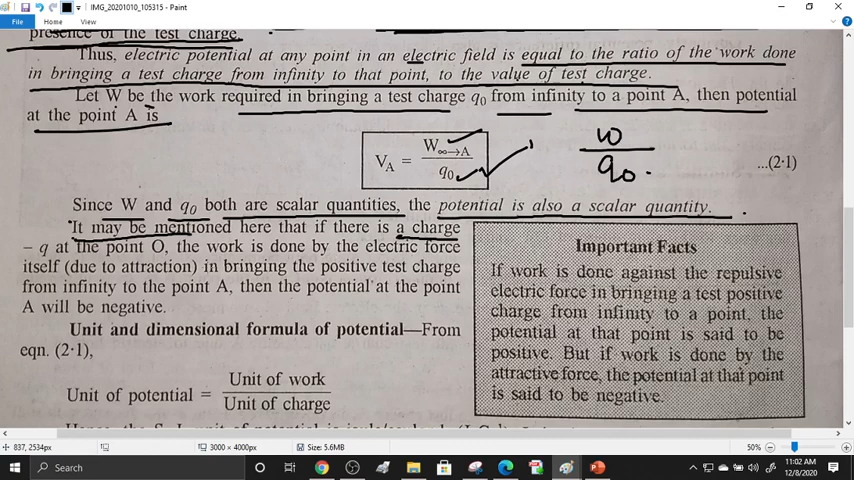 IMG_20201010_105315 - Paint
File Home View
presence of the test charge.
Thus, electric potential at any point in an electric field is equal to the ratio of the work done
in bringing a test charge from infinity to that point, to the value of test charge.
Let W be the work required in bringing a test charge q₀ from infinity to a point A, then potential
at the point A is
V_A = W_∞→A / q₀ ...(2·1)
W
q₀
Since W and q₀ both are scalar quantities, the potential is also a scalar quantity.
It may be mentioned here that if there is a charge
– q at the point O, the work is done by the electric force
itself (due to attraction) in bringing the positive test charge
from infinity to the point A, then the potential at the point
A will be negative.
Unit and dimensional formula of potential—From
eqn. (2·1),
Unit of potential = Unit of work / Unit of charge
Important Facts
If work is done against the repulsive
electric force in bringing a test positive
charge from infinity to a point, the
potential at that point is said to be
positive. But if work is done by the
attractive force, the potential at that point
is said to be negative.
837, 2534px 3000 × 4000px Size: 5.6MB 50%
Search
11:02 AM
12/8/2020